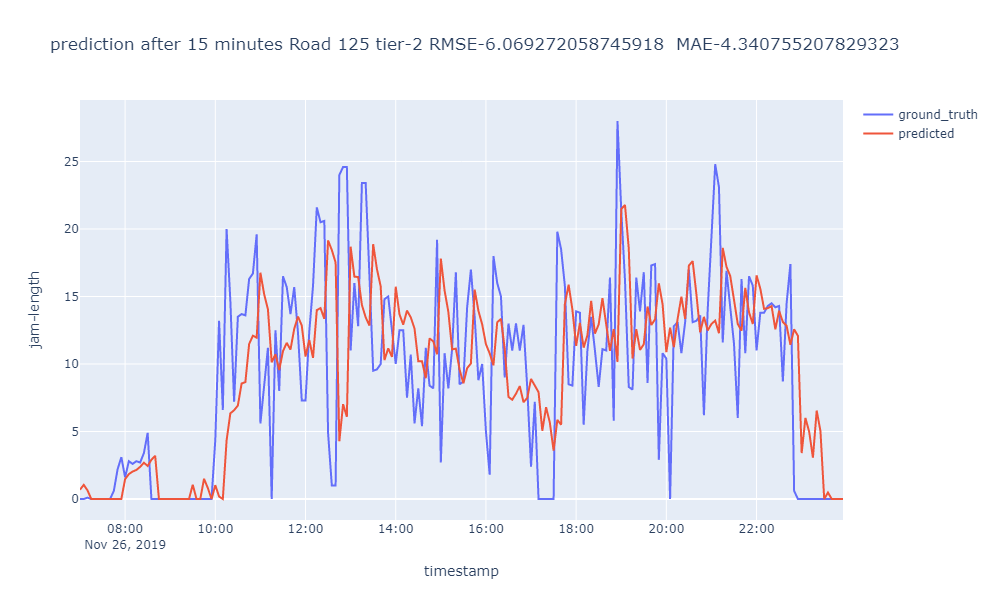 prediction after 15 minutes Road 125 tier-2 RMSE-6.069272058745918  MAE-4.340755207829323
ground_truth
predicted
jam-length
25
20
15
10
5
0
08:00 10:00 12:00 14:00 16:00 18:00 20:00 22:00
Nov 26, 2019
timestamp